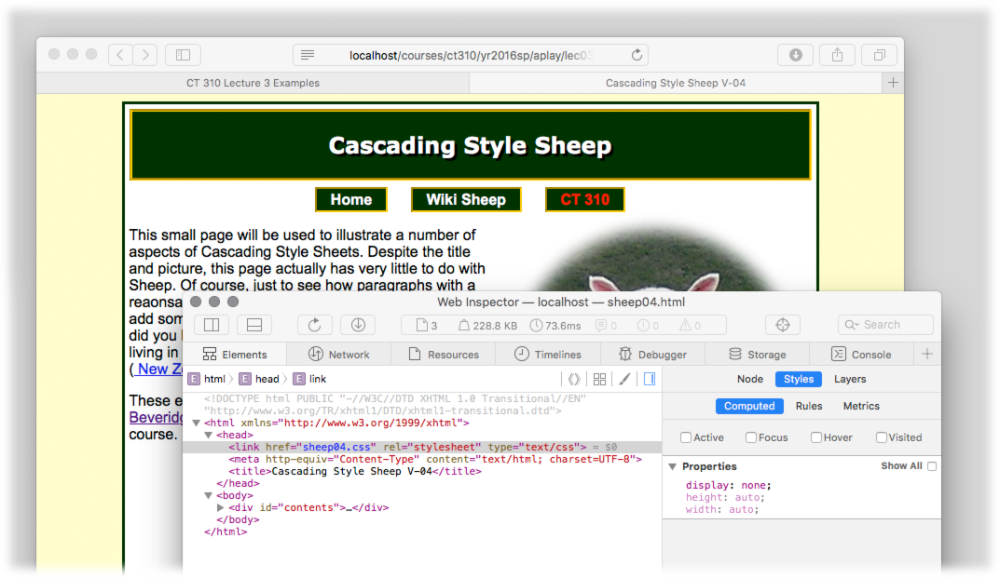 localhost/courses/ct310/yr2016sp/aplay/lec03
CT 310 Lecture 3 Examples
Cascading Style Sheep V-04
Cascading Style Sheep
Home
Wiki Sheep
CT 310
This small page will be used to illustrate a number of
aspects of Cascading Style Sheets. Despite the title
and picture, this page actually has very little to do with
Sheep. Of course, just to see how paragraphs with a
reaonsa
add som
did you
living in
( New Z
These e
Beveridg
course.
Web Inspector — localhost — sheep04.html
3
228.8 KB
73.6ms
0
0
0
Search
Elements
Network
Resources
Timelines
Debugger
Storage
Console
E html
E head
E link
Node
Styles
Layers
<!DOCTYPE html PUBLIC "-//W3C//DTD XHTML 1.0 Transitional//EN"
"http://www.w3.org/TR/xhtml1/DTD/xhtml1-transitional.dtd">
<html xmlns="http://www.w3.org/1999/xhtml">
<head>
<link href="sheep04.css" rel="stylesheet" type="text/css"> = $0
<meta http-equiv="Content-Type" content="text/html; charset=UTF-8">
<title>Cascading Style Sheep V-04</title>
</head>
<body>
<div id="contents">…</div>
</body>
</html>
Computed
Rules
Metrics
Active
Focus
Hover
Visited
Properties
Show All
display: none;
height: auto;
width: auto;